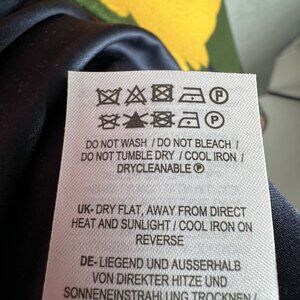 DO NOT WASH / DO NOT BLEACH /
DO NOT TUMBLE DRY / COOL IRON /
DRYCLEANABLE Ⓟ
UK- DRY FLAT, AWAY FROM DIRECT
HEAT AND SUNLIGHT / COOL IRON ON
REVERSE
DE- LIEGEND UND AUSSERHALB
VON DIREKTER HITZE UND
SONNENEINSTRAHLUNG TROCKNEN /